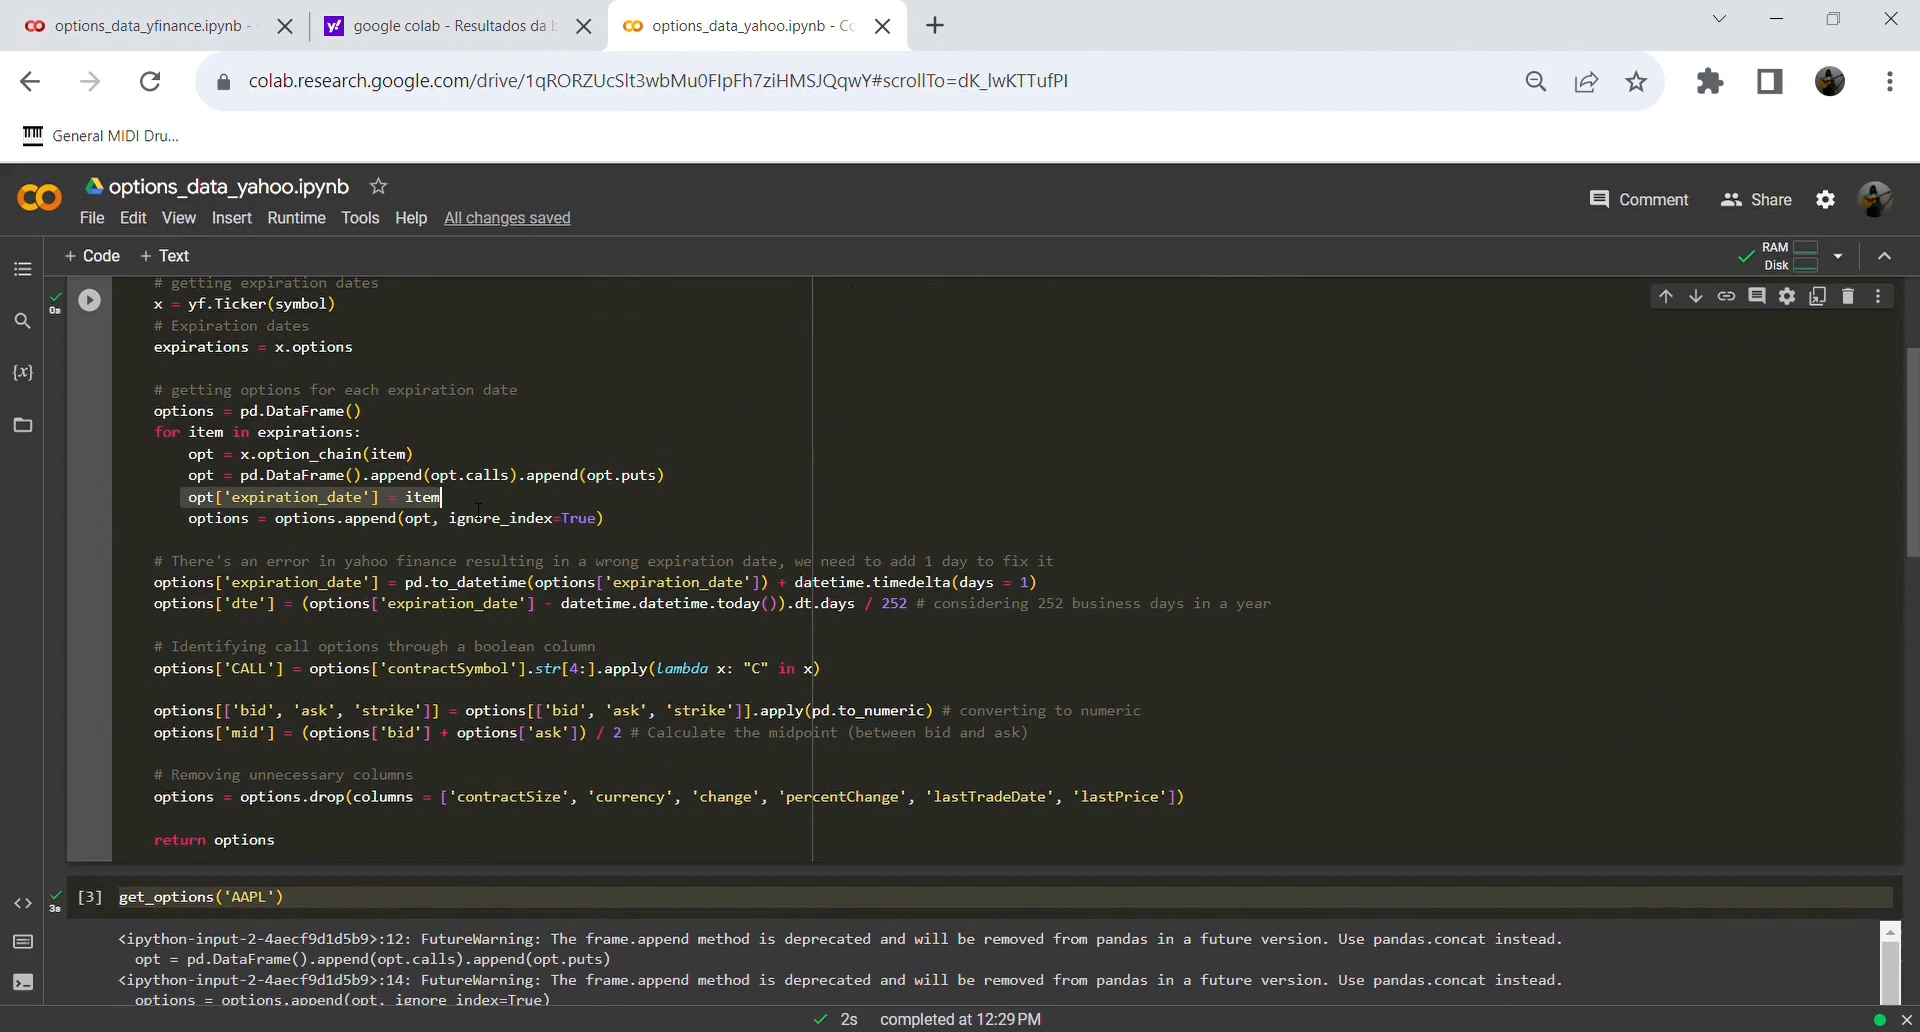 options_data_yfinance.ipynb -
google colab - Resultados da b
options_data_yahoo.ipynb - Co
colab.research.google.com/drive/1qRORZUcSlt3wbMu0FIpFh7ziHMSJQqwY#scrollTo=dK_lwKTTufPI
General MIDI Dru...
options_data_yahoo.ipynb
File Edit View Insert Runtime Tools Help All changes saved
Comment Share
+ Code + Text
RAM
Disk
# getting expiration dates
0s
x = yf.Ticker(symbol)
# Expiration dates
expirations = x.options
# getting options for each expiration date
options = pd.DataFrame()
for item in expirations:
opt = x.option_chain(item)
opt = pd.DataFrame().append(opt.calls).append(opt.puts)
opt['expiration_date'] = item
options = options.append(opt, ignore_index=True)
# There's an error in yahoo finance resulting in a wrong expiration date, we need to add 1 day to fix it
options['expiration_date'] = pd.to_datetime(options['expiration_date']) + datetime.timedelta(days = 1)
options['dte'] = (options['expiration_date'] - datetime.datetime.today()).dt.days / 252 # considering 252 business days in a year
# Identifying call options through a boolean column
options['CALL'] = options['contractSymbol'].str[4:].apply(lambda x: "C" in x)
options[['bid', 'ask', 'strike']] = options[['bid', 'ask', 'strike']].apply(pd.to_numeric) # converting to numeric
options['mid'] = (options['bid'] + options['ask']) / 2 # Calculate the midpoint (between bid and ask)
# Removing unnecessary columns
options = options.drop(columns = ['contractSize', 'currency', 'change', 'percentChange', 'lastTradeDate', 'lastPrice'])
return options
[3] get_options('AAPL')
3s
<ipython-input-2-4aecf9d1d5b9>:12: FutureWarning: The frame.append method is deprecated and will be removed from pandas in a future version. Use pandas.concat instead.
opt = pd.DataFrame().append(opt.calls).append(opt.puts)
<ipython-input-2-4aecf9d1d5b9>:14: FutureWarning: The frame.append method is deprecated and will be removed from pandas in a future version. Use pandas.concat instead.
options = options.append(opt, ignore_index=True)
2s completed at 12:29 PM